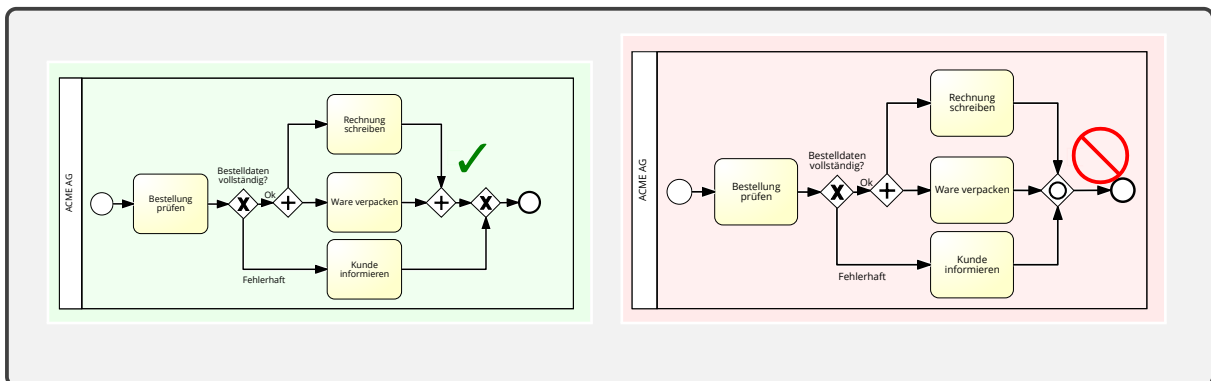 ACME AG
Bestellung
prüfen
Bestelldaten
vollständig?
Ok
Fehlerhaft
Rechnung
schreiben
Ware verpacken
Kunde
informieren
ACME AG
Bestellung
prüfen
Bestelldaten
vollständig?
Ok
Fehlerhaft
Rechnung
schreiben
Ware verpacken
Kunde
informieren